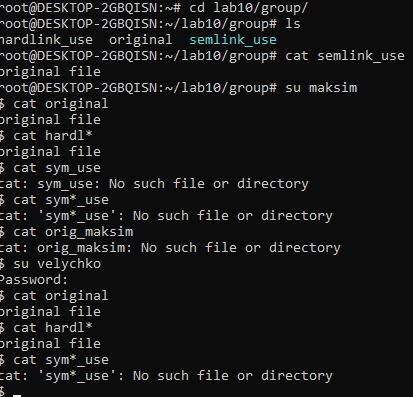 root@DESKTOP-2GBQISN:~# cd lab10/group/
root@DESKTOP-2GBQISN:~/lab10/group# ls
hardlink_use  original  semlink_use
root@DESKTOP-2GBQISN:~/lab10/group# cat semlink_use
original file
root@DESKTOP-2GBQISN:~/lab10/group# su maksim
$ cat original
original file
$ cat hardl*
original file
$ cat sym_use
cat: sym_use: No such file or directory
$ cat sym*_use
cat: 'sym*_use': No such file or directory
$ cat orig_maksim
cat: orig_maksim: No such file or directory
$ su velychko
Password:
$ cat original
original file
$ cat hardl*
original file
$ cat sym*_use
cat: 'sym*_use': No such file or directory
$